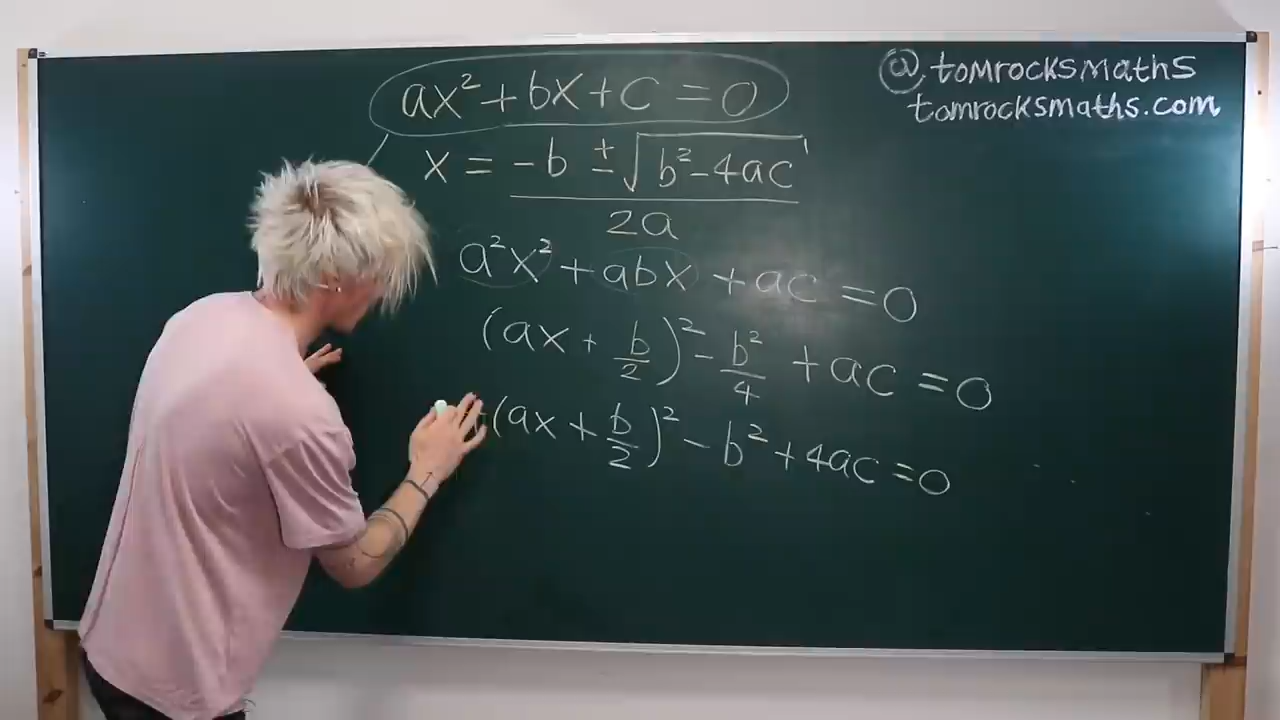 @tomrocksmaths
tomrocksmaths.com
ax²+bx+c=0
x = -b ± √b²-4ac
2a
a²x² + abx + ac = 0
(ax + b/2)² - b²/4 + ac = 0
(ax + b/2)² - b² + 4ac = 0